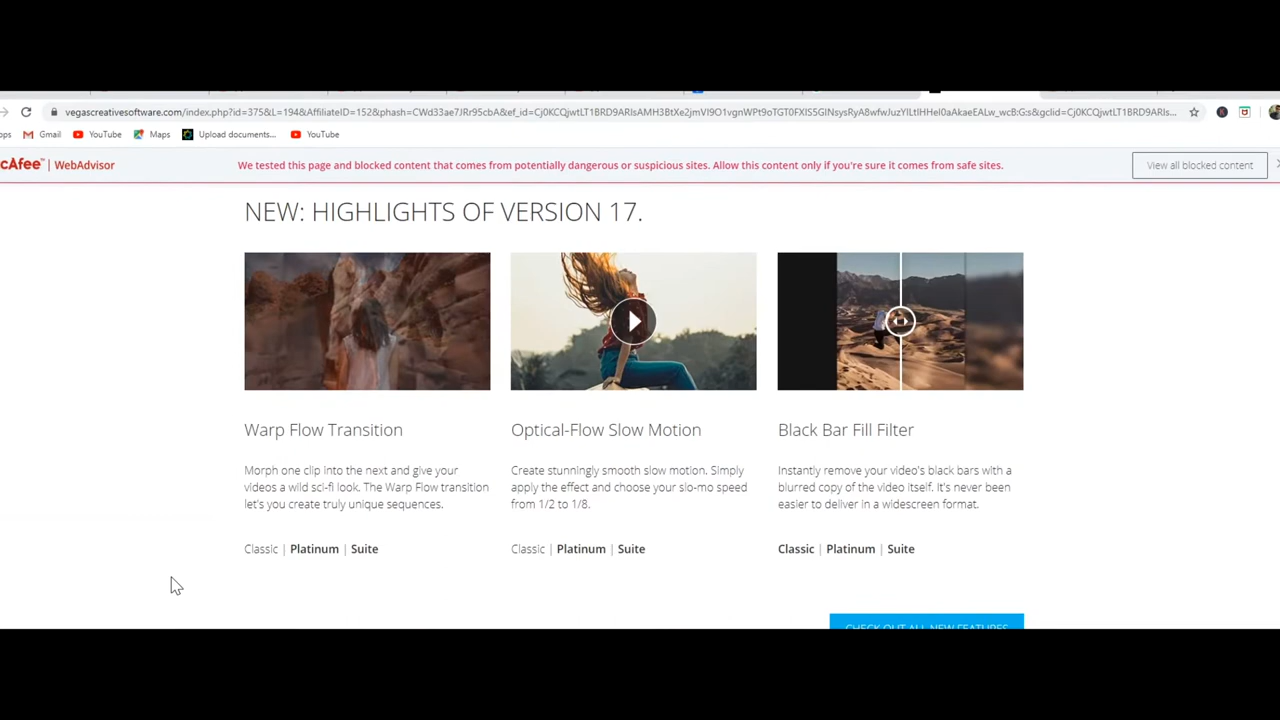 vegascreativesoftware.com/index.php?id=375&L=194&AffiliateID=152&phash=CWd33ae7JRr95cbA&ef_id=Cj0KCQjwtLT1BRD9ARIsAMH3BtXe2jmVI9O1vgnWPt9oTGT0FXIS5GINsysRyA8wfwJuzYILtIHHeI0aAkaeEALw_wcB:G:s&gclid=Cj0KCQjwtLT1BRD9ARIs...
Gmail YouTube Maps Upload documents... YouTube
cAfee™ | WebAdvisor
We tested this page and blocked content that comes from potentially dangerous or suspicious sites. Allow this content only if you're sure it comes from safe sites.
View all blocked content
NEW: HIGHLIGHTS OF VERSION 17.
Warp Flow Transition
Morph one clip into the next and give your
videos a wild sci-fi look. The Warp Flow transition
let's you create truly unique sequences.
Classic | Platinum | Suite
Optical-Flow Slow Motion
Create stunningly smooth slow motion. Simply
apply the effect and choose your slo-mo speed
from 1/2 to 1/8.
Classic | Platinum | Suite
Black Bar Fill Filter
Instantly remove your video's black bars with a
blurred copy of the video itself. It's never been
easier to deliver in a widescreen format.
Classic | Platinum | Suite
CHECK OUT ALL NEW FEATURES